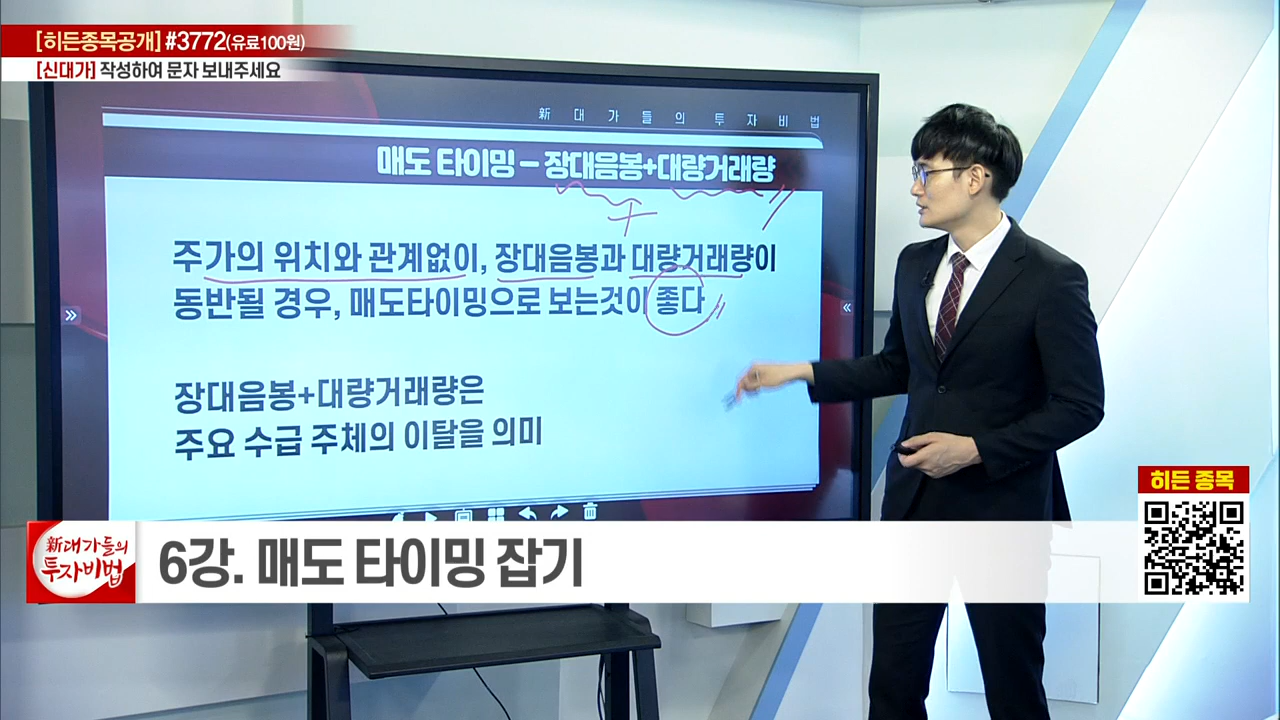 [히든종목공개] #3772(유료100원)
[신대가] 작성하여 문자 보내주세요
新 대 가 들 의 투 자 비 법
매도 타이밍 – 장대음봉+대량거래량
주가의 위치와 관계없이, 장대음봉과 대량거래량이
동반될 경우, 매도타이밍으로 보는것이 좋다
장대음봉+대량거래량은
주요 수급 주체의 이탈을 의미
히든 종목
新대가들의
투자비법
6강. 매도 타이밍 잡기